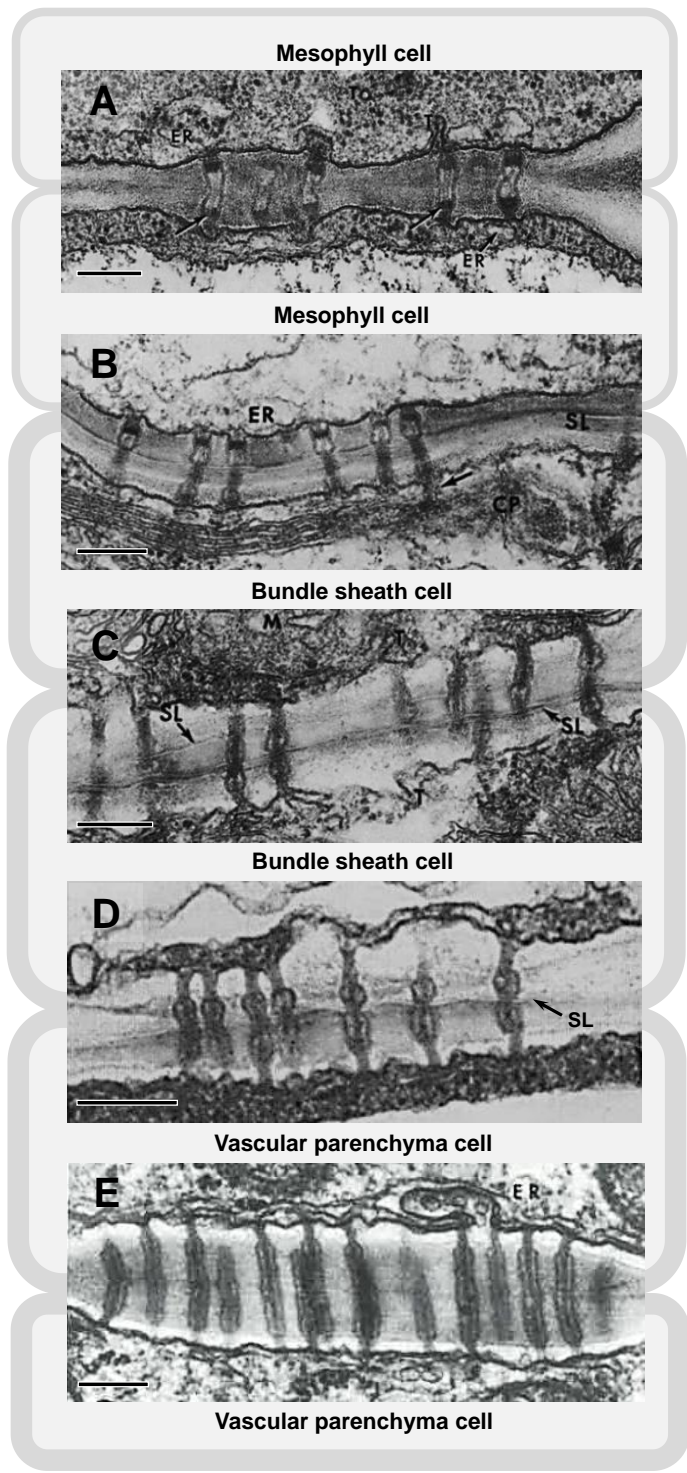 Mesophyll cell
A
To
T
ER
ER
Mesophyll cell
B
ER
SL
CP
Bundle sheath cell
M
C
T
SL
SL
T
Bundle sheath cell
D
SL
Vascular parenchyma cell
E
ER
Vascular parenchyma cell